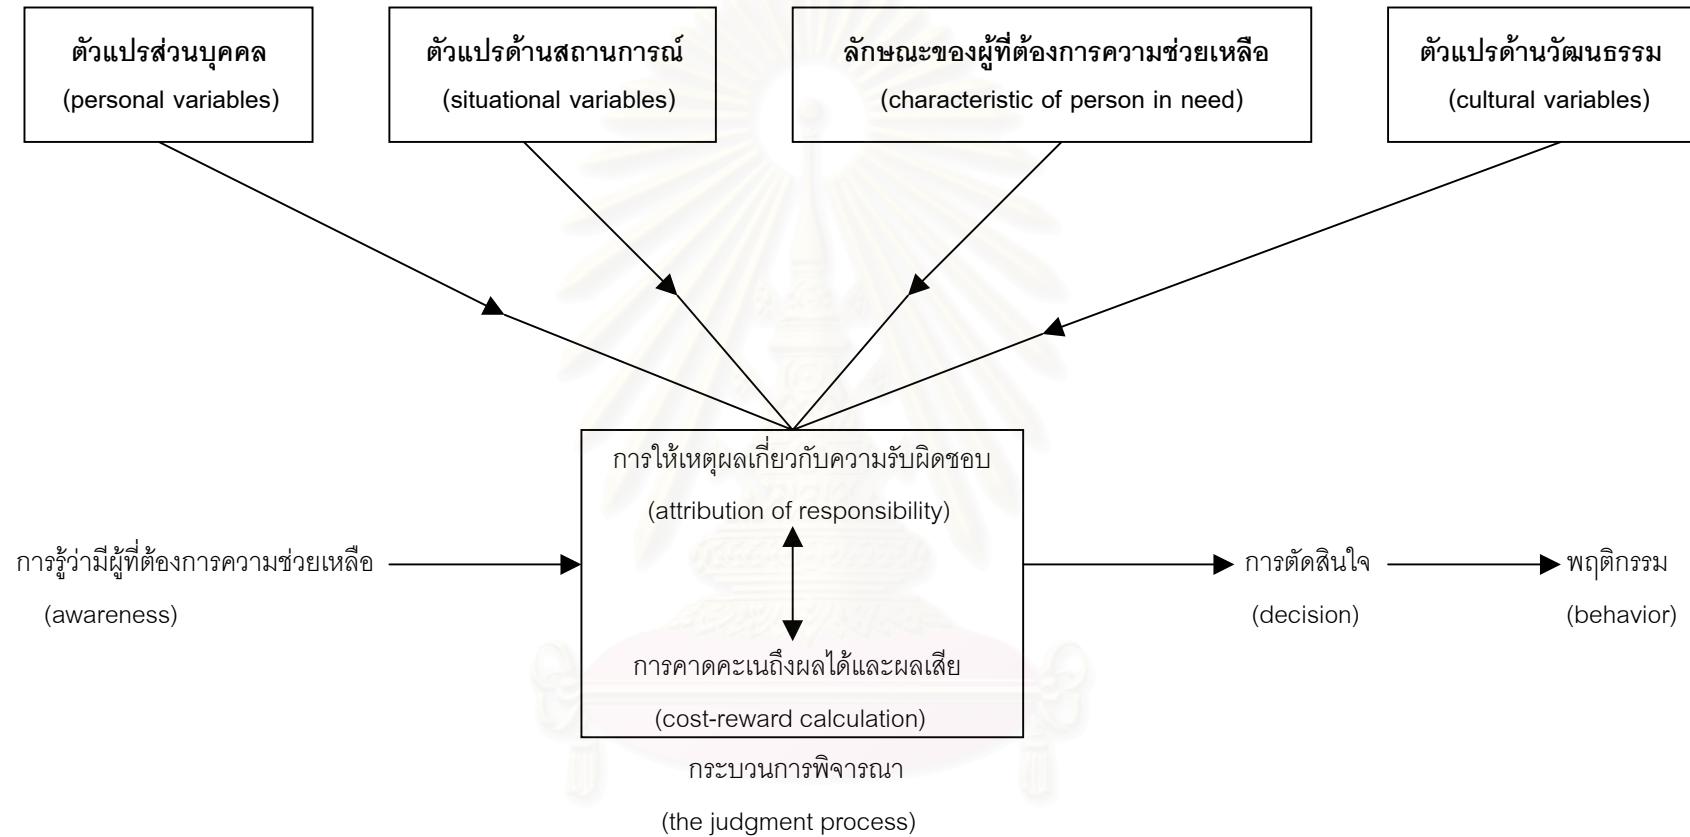 ตัวแปรส่วนบุคคล
(personal variables)
ตัวแปรด้านสถานการณ์
(situational variables)
ลักษณะของผู้ที่ต้องการความช่วยเหลือ
(characteristic of person in need)
ตัวแปรด้านวัฒนธรรม
(cultural variables)
การให้เหตุผลเกี่ยวกับความรับผิดชอบ
(attribution of responsibility)
การรู้ว่ามีผู้ที่ต้องการความช่วยเหลือ
(awareness)
การคาดคะเนถึงผลได้และผลเสีย
(cost-reward calculation)
กระบวนการพิจารณา
(the judgment process)
การตัดสินใจ
(decision)
พฤติกรรม
(behavior)